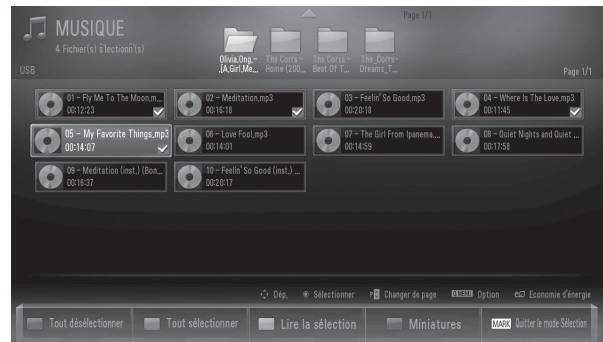 MUSIQUE
4 Fichier(s) s̀lectionǹ(s)
USB
Page 1/1
Olivia,Ong,-
,[A,Girl,Me...
The Corrs -
Home (200...
The Corrs -
Best Of T...
The_Corrs-
Dreams_T...
Page 1/1
01 - Fly Me To The Moon,m...
00:12:23
02 - Meditation,mp3
00:16:18
03 - Feelin' So Good,mp3
00:20:18
04 - Where Is The Love,mp3
00:11:45
05 - My Favorite Things,mp3
00:14:07
06 - Love Fool,mp3
00:14:01
07 - The Girl From Ipanema,...
00:14:59
08 - Quiet Nights and Quiet ...
00:17:58
09 - Meditation (inst,) (Bon...
00:16:37
10 - Feelin' So Good (inst,) ...
00:20:17
Dép. Sélectionner P Changer de page Q.MENU Option Economie d'énergie
Tout désélectionner Tout sélectionner Lire la sélection Miniatures MARK Quitter le mode Sélection